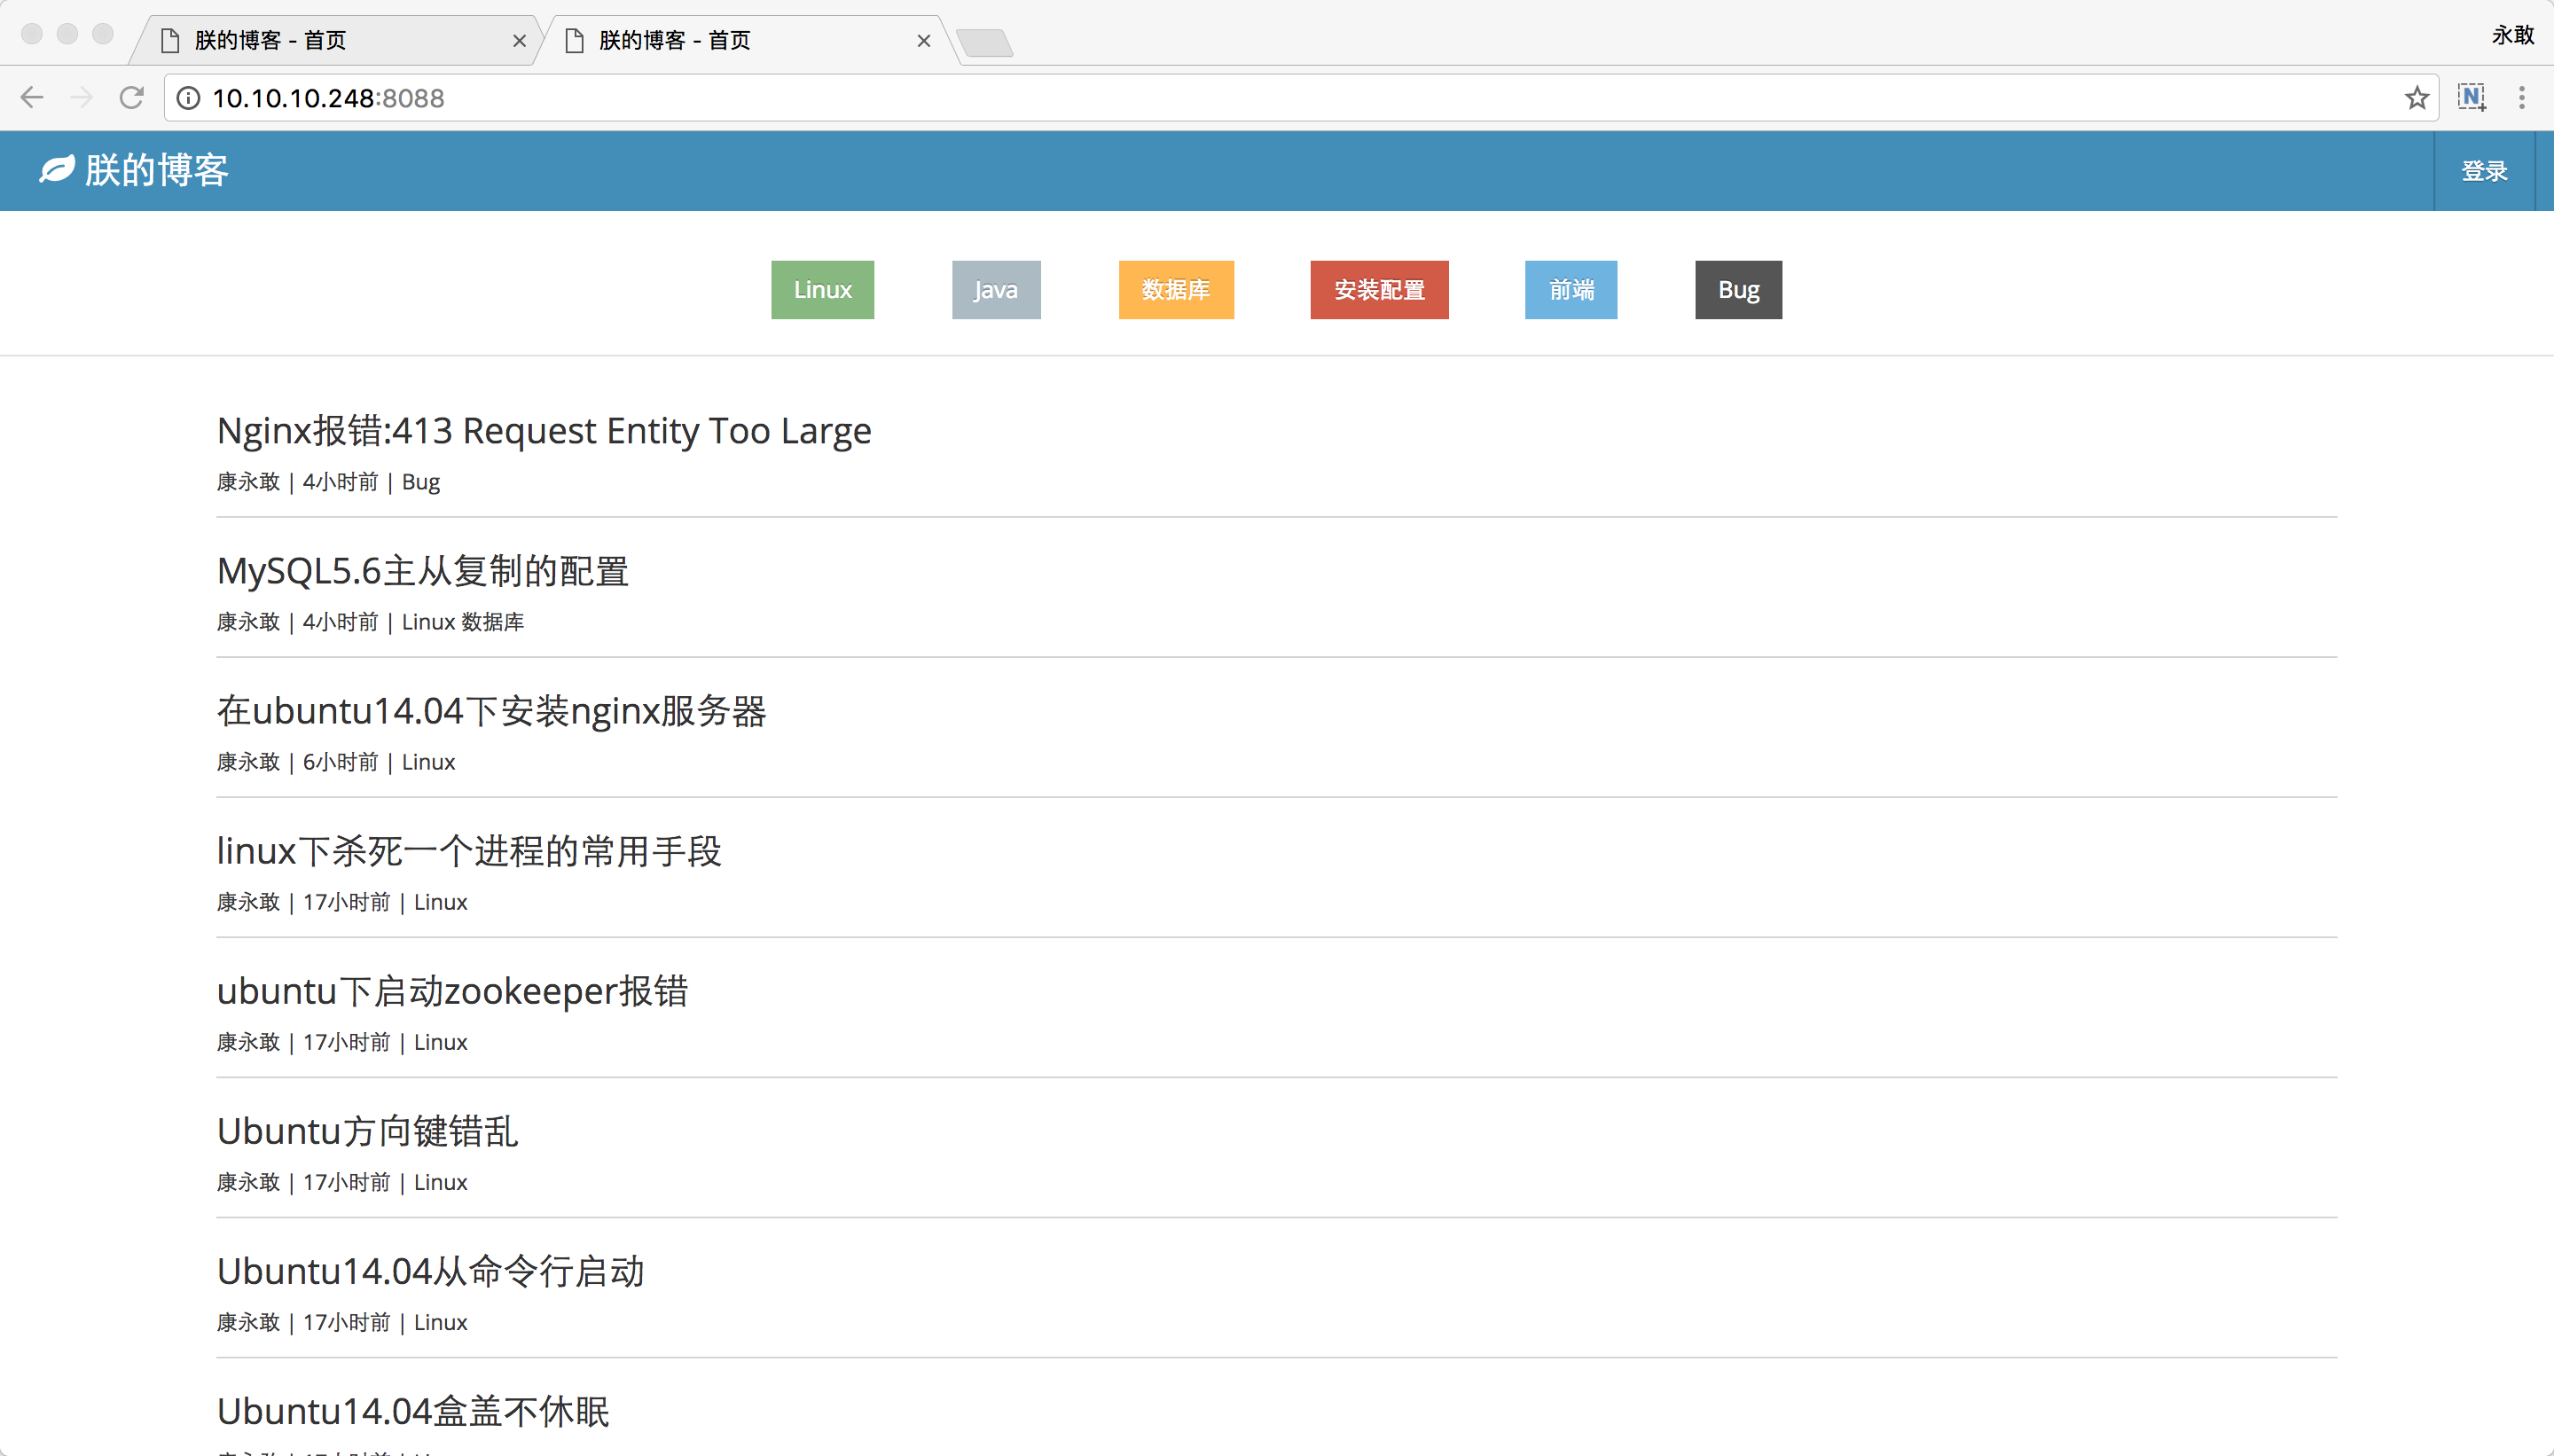 朕的博客 - 首页
朕的博客 - 首页
永敢
10.10.10.248:8088
朕的博客
登录
Linux
Java
数据库
安装配置
前端
Bug
Nginx报错:413 Request Entity Too Large
康永敢 | 4小时前 | Bug
MySQL5.6主从复制的配置
康永敢 | 4小时前 | Linux 数据库
在ubuntu14.04下安装nginx服务器
康永敢 | 6小时前 | Linux
linux下杀死一个进程的常用手段
康永敢 | 17小时前 | Linux
ubuntu下启动zookeeper报错
康永敢 | 17小时前 | Linux
Ubuntu方向键错乱
康永敢 | 17小时前 | Linux
Ubuntu14.04从命令行启动
康永敢 | 17小时前 | Linux
Ubuntu14.04盒盖不休眠